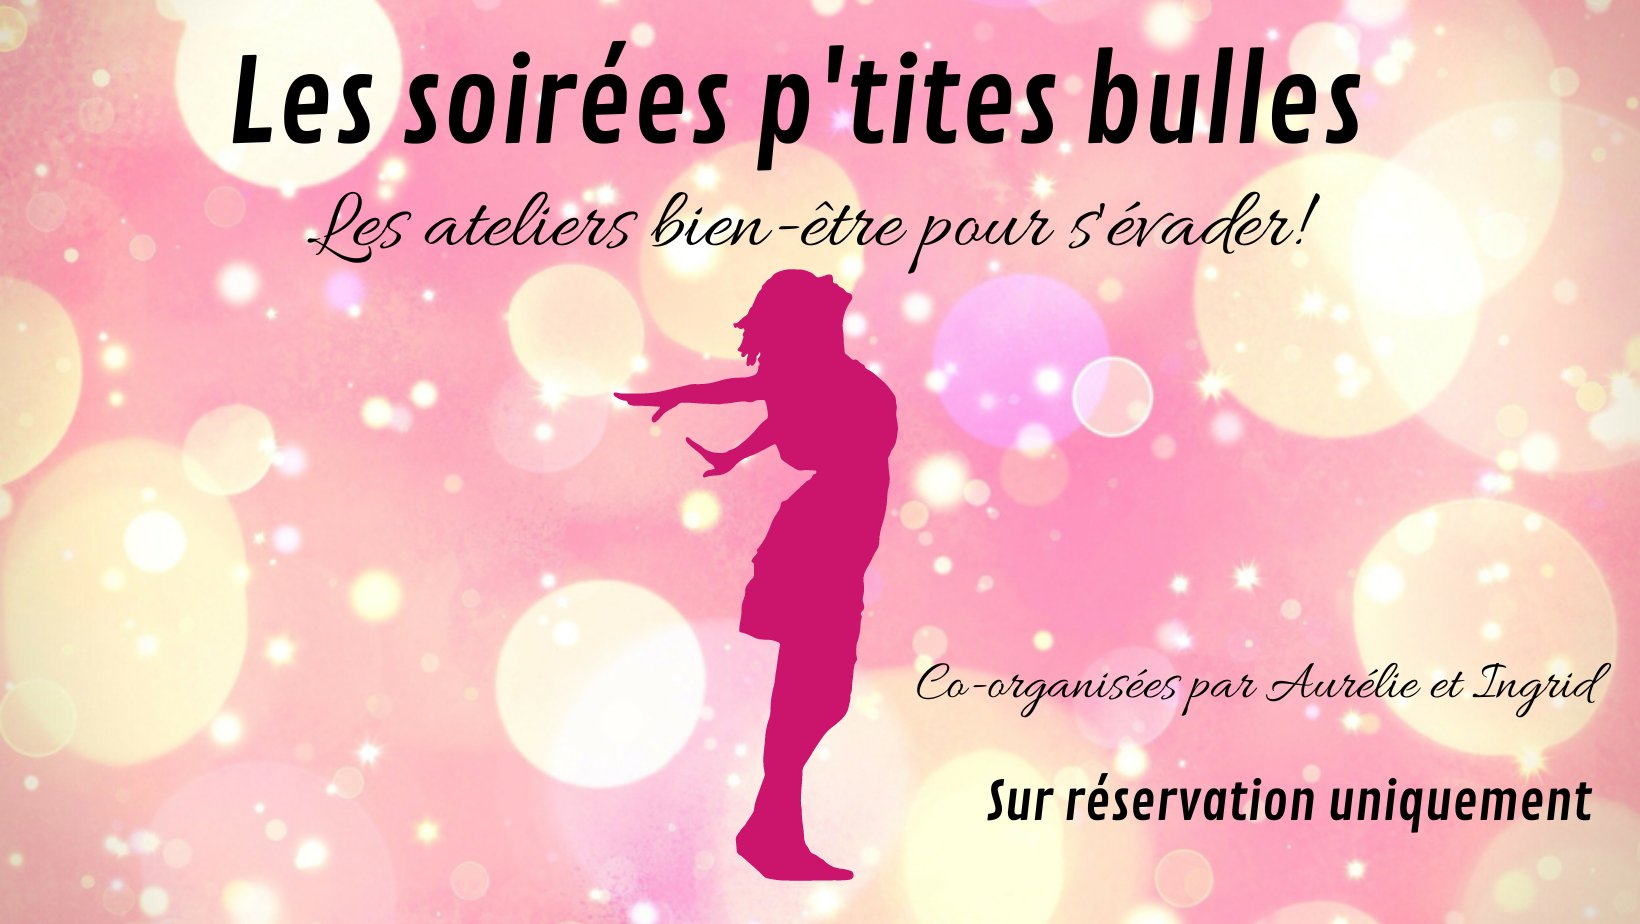 Les soirées p'tites bulles
Les ateliers bien-être pour s'évader!
Co-organisées par Aurélie et Ingrid
Sur réservation uniquement